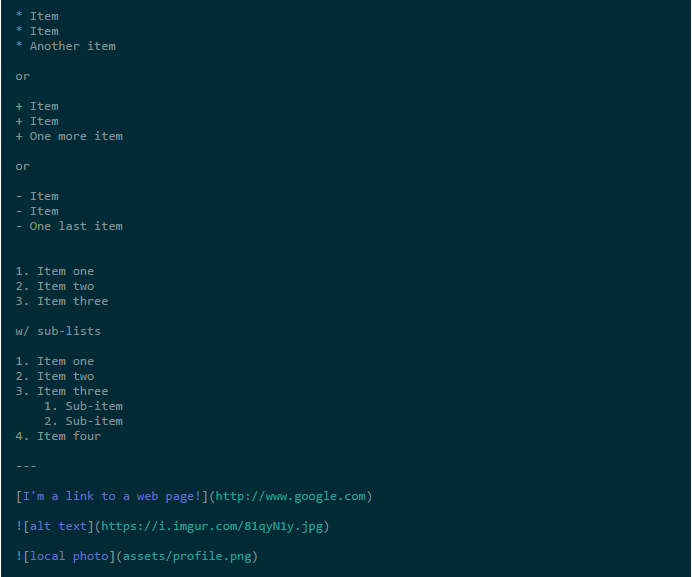 * Item
* Item
* Another item
or
+ Item
+ Item
+ One more item
or
- Item
- Item
- One last item
1. Item one
2. Item two
3. Item three
w/ sub-lists
1. Item one
2. Item two
3. Item three
1. Sub-item
2. Sub-item
4. Item four
---
[I'm a link to a web page!](http://www.google.com)
![alt text](https://i.imgur.com/81qyN1y.jpg)
![local photo](assets/profile.png)